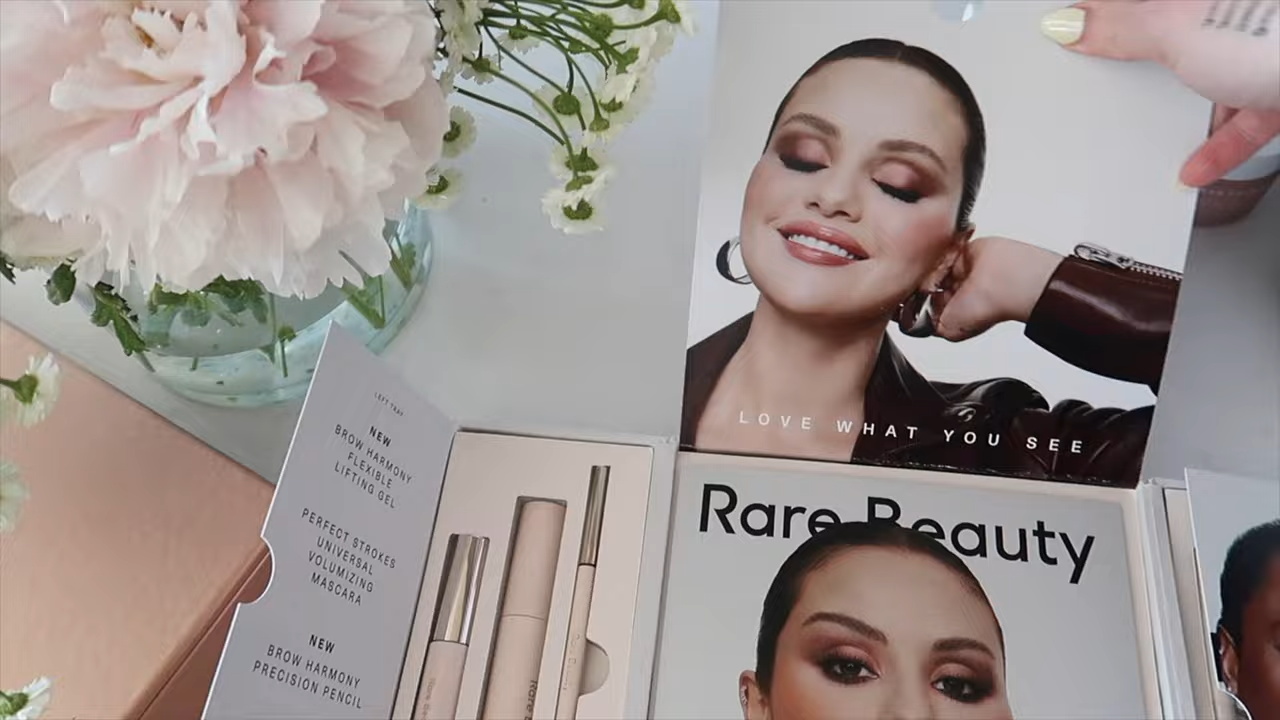 LOVE WHAT YOU SEE
Rare Beauty
LEFT TRAY
NEW
BROW HARMONY
FLEXIBLE
LIFTING GEL
PERFECT STROKES
UNIVERSAL
VOLUMIZING
MASCARA
NEW
BROW HARMONY
PRECISION PENCIL